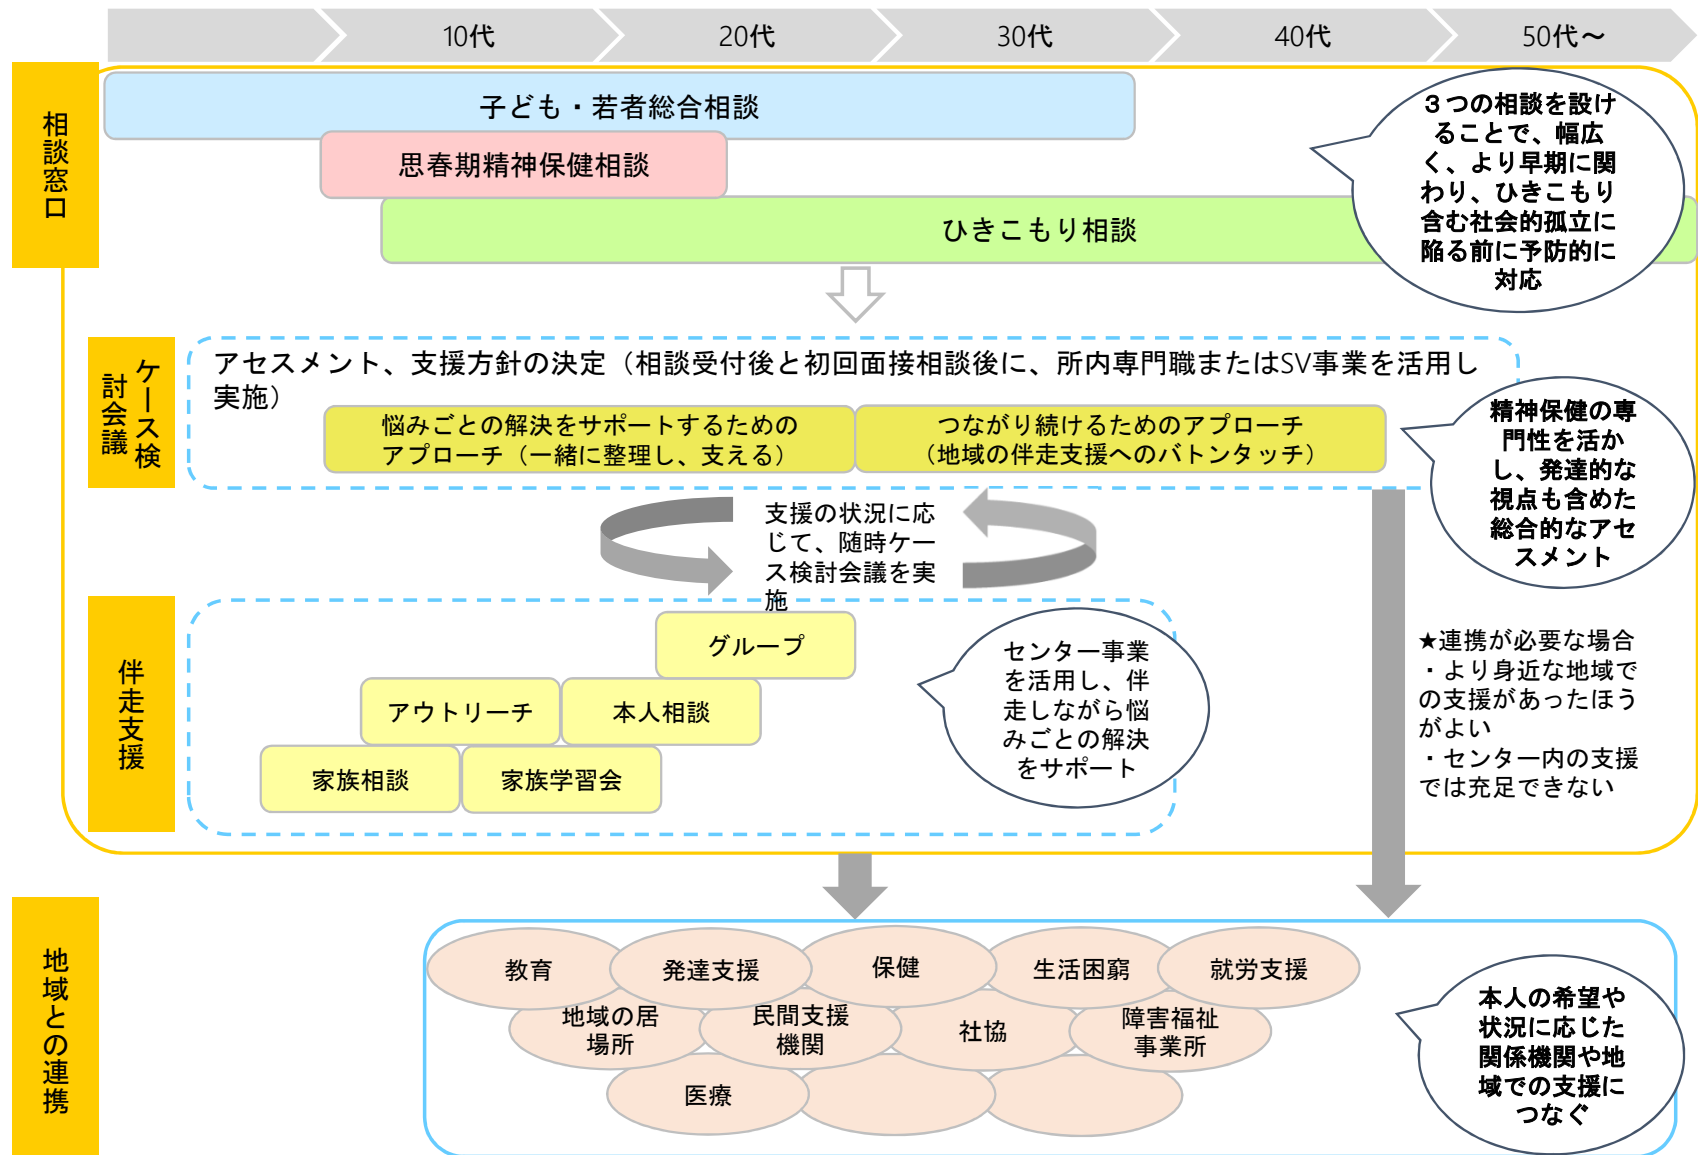 10代
20代
30代
40代
50代～
相談窓口
子ども・若者総合相談
思春期精神保健相談
ひきこもり相談
３つの相談を設け
ることで、幅広
く、より早期に関
わり、ひきこもり
含む社会的孤立に
陥る前に予防的に
対応
ケース検
討会議
アセスメント、支援方針の決定（相談受付後と初回面接相談後に、所内専門職またはSV事業を活用し
実施）
悩みごとの解決をサポートするための
アプローチ（一緒に整理し、支える）
つながり続けるためのアプローチ
（地域の伴走支援へのバトンタッチ）
精神保健の専
門性を活か
し、発達的な
視点も含めた
総合的なアセ
スメント
支援の状況に応
じて、随時ケー
ス検討会議を実
施
伴走支援
グループ
アウトリーチ
本人相談
家族相談
家族学習会
センター事業
を活用し、伴
走しながら悩
みごとの解決
をサポート
★連携が必要な場合
・より身近な地域で
の支援があったほう
がよい
・センター内の支援
では充足できない
地域との連携
教育
発達支援
保健
生活困窮
就労支援
地域の居
場所
民間支援
機関
社協
障害福祉
事業所
医療
本人の希望や
状況に応じた
関係機関や地
域での支援に
つなぐ